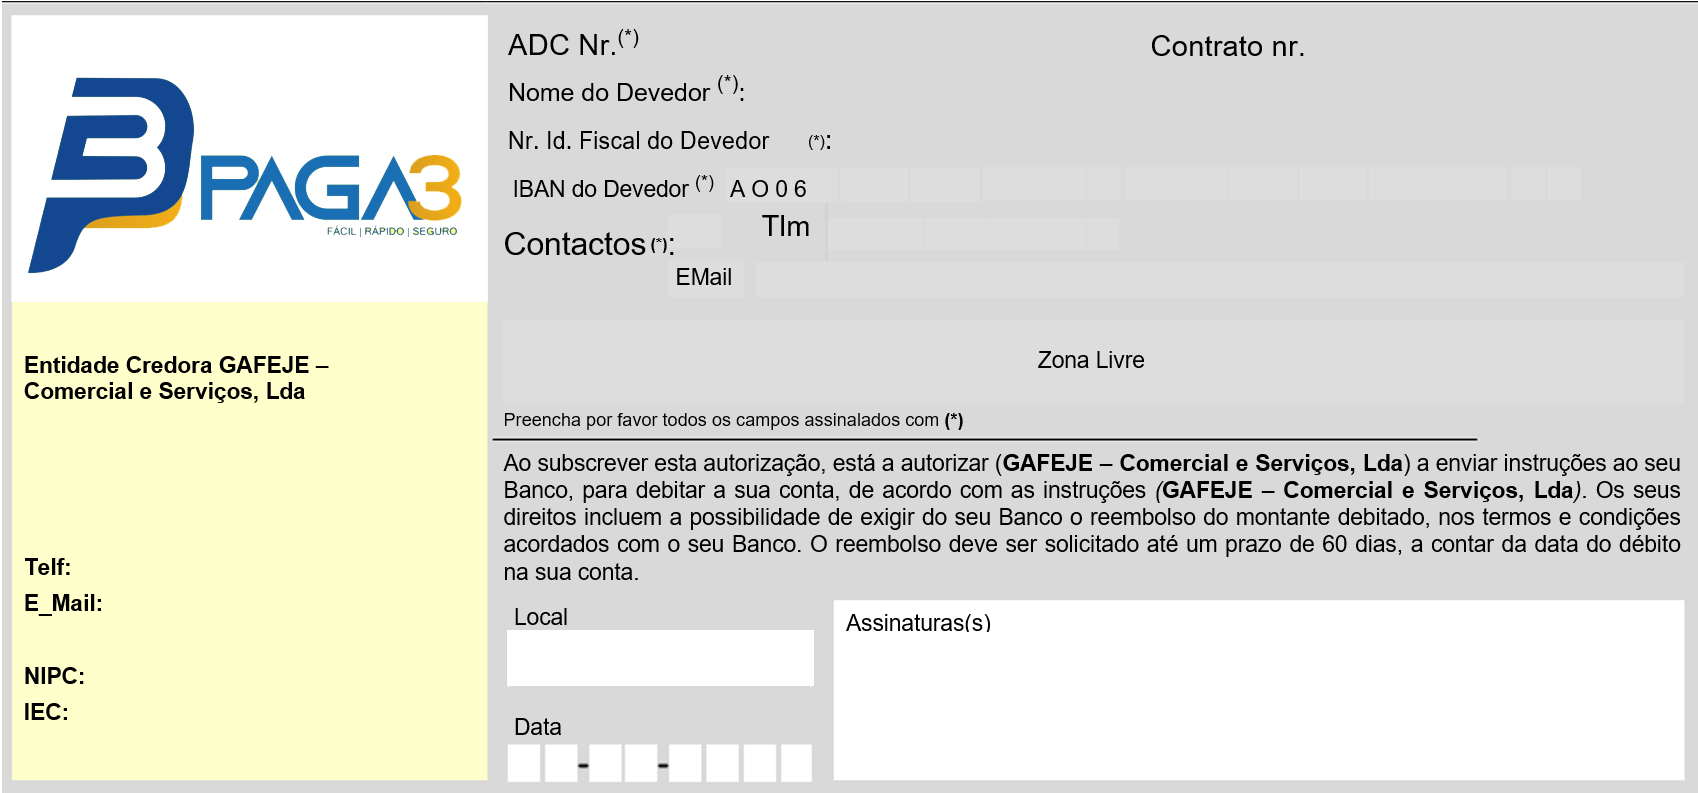 PAGA3
FÁCIL | RÁPIDO | SEGURO
Entidade Credora GAFEJE –
Comercial e Serviços, Lda
Telf:
E_Mail:
NIPC:
IEC:
ADC Nr.(*)
Contrato nr.
Nome do Devedor (*):
Nr. Id. Fiscal do Devedor (*):
IBAN do Devedor (*) A O 0 6
Contactos (*):
Tlm
EMail
Zona Livre
Preencha por favor todos os campos assinalados com (*)
Ao subscrever esta autorização, está a autorizar (GAFEJE – Comercial e Serviços, Lda) a enviar instruções ao seu
Banco, para debitar a sua conta, de acordo com as instruções (GAFEJE – Comercial e Serviços, Lda). Os seus
direitos incluem a possibilidade de exigir do seu Banco o reembolso do montante debitado, nos termos e condições
acordados com o seu Banco. O reembolso deve ser solicitado até um prazo de 60 dias, a contar da data do débito
na sua conta.
Local
Assinaturas(s)
Data
- -